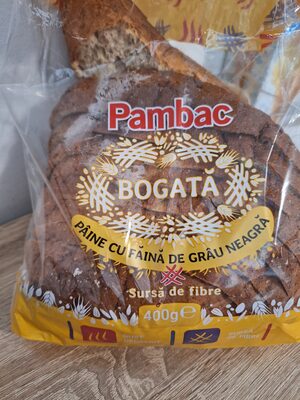 Pambac
BOGATĂ
PÂINE CU FĂINĂ DE GRÂU NEAGRĂ
Sursă de fibre
400g e